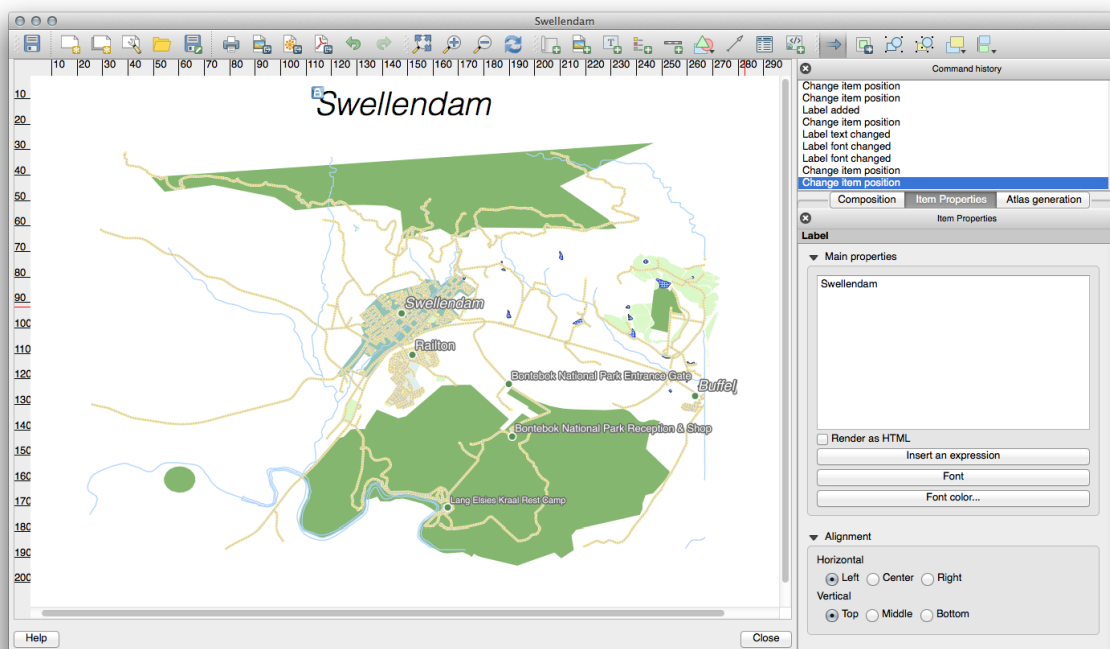 Swellendam
10 20 30 40 50 60 70 80 90 100 110 120 130 140 150 160 170 180 190 200 210 220 230 240 250 260 270 280 290
Command history
Change item position
Change item position
Label added
Change item position
Label text changed
Label font changed
Label font changed
Change item position
Change item position
Composition Item Properties Atlas generation
Item Properties
Label
Main properties
Swellendam
Render as HTML
Insert an expression
Font
Font color...
Alignment
Horizontal
Left Center Right
Vertical
Top Middle Bottom
10
20
30
40
50
60
70
80
90
100
110
120
130
140
150
160
170
180
190
200
Swellendam
Swellendam
Railton
Bontebok National Park Entrance Gate
Buffelj
Bontebok National Park Reception & Shop
Lang Elsies Kraal Rest Camp
Help Close